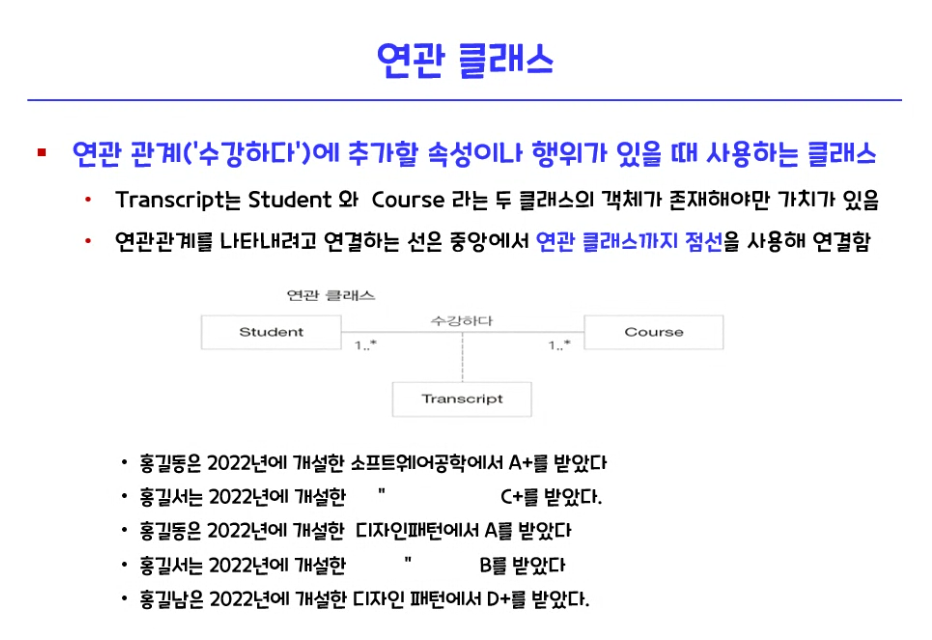 연관 클래스
연관 관계('수강하다')에 추가할 속성이나 행위가 있을 때 사용하는 클래스
Transcript는 Student 와 Course 라는 두 클래스의 객체가 존재해야만 가치가 있음
연관관계를 나타내려고 연결하는 선은 중앙에서 연관 클래스까지 점선을 사용해 연결함
연관 클래스
Student 수강하다 Course
1..* 1..*
Transcript
• 홍길동은 2022년에 개설한 소프트웨어공학에서 A+를 받았다
• 홍길서는 2022년에 개설한 " C+를 받았다.
• 홍길동은 2022년에 개설한 디자인패턴에서 A를 받았다
• 홍길서는 2022년에 개설한 " B를 받았다
• 홍길남은 2022년에 개설한 디자인 패턴에서 D+를 받았다.